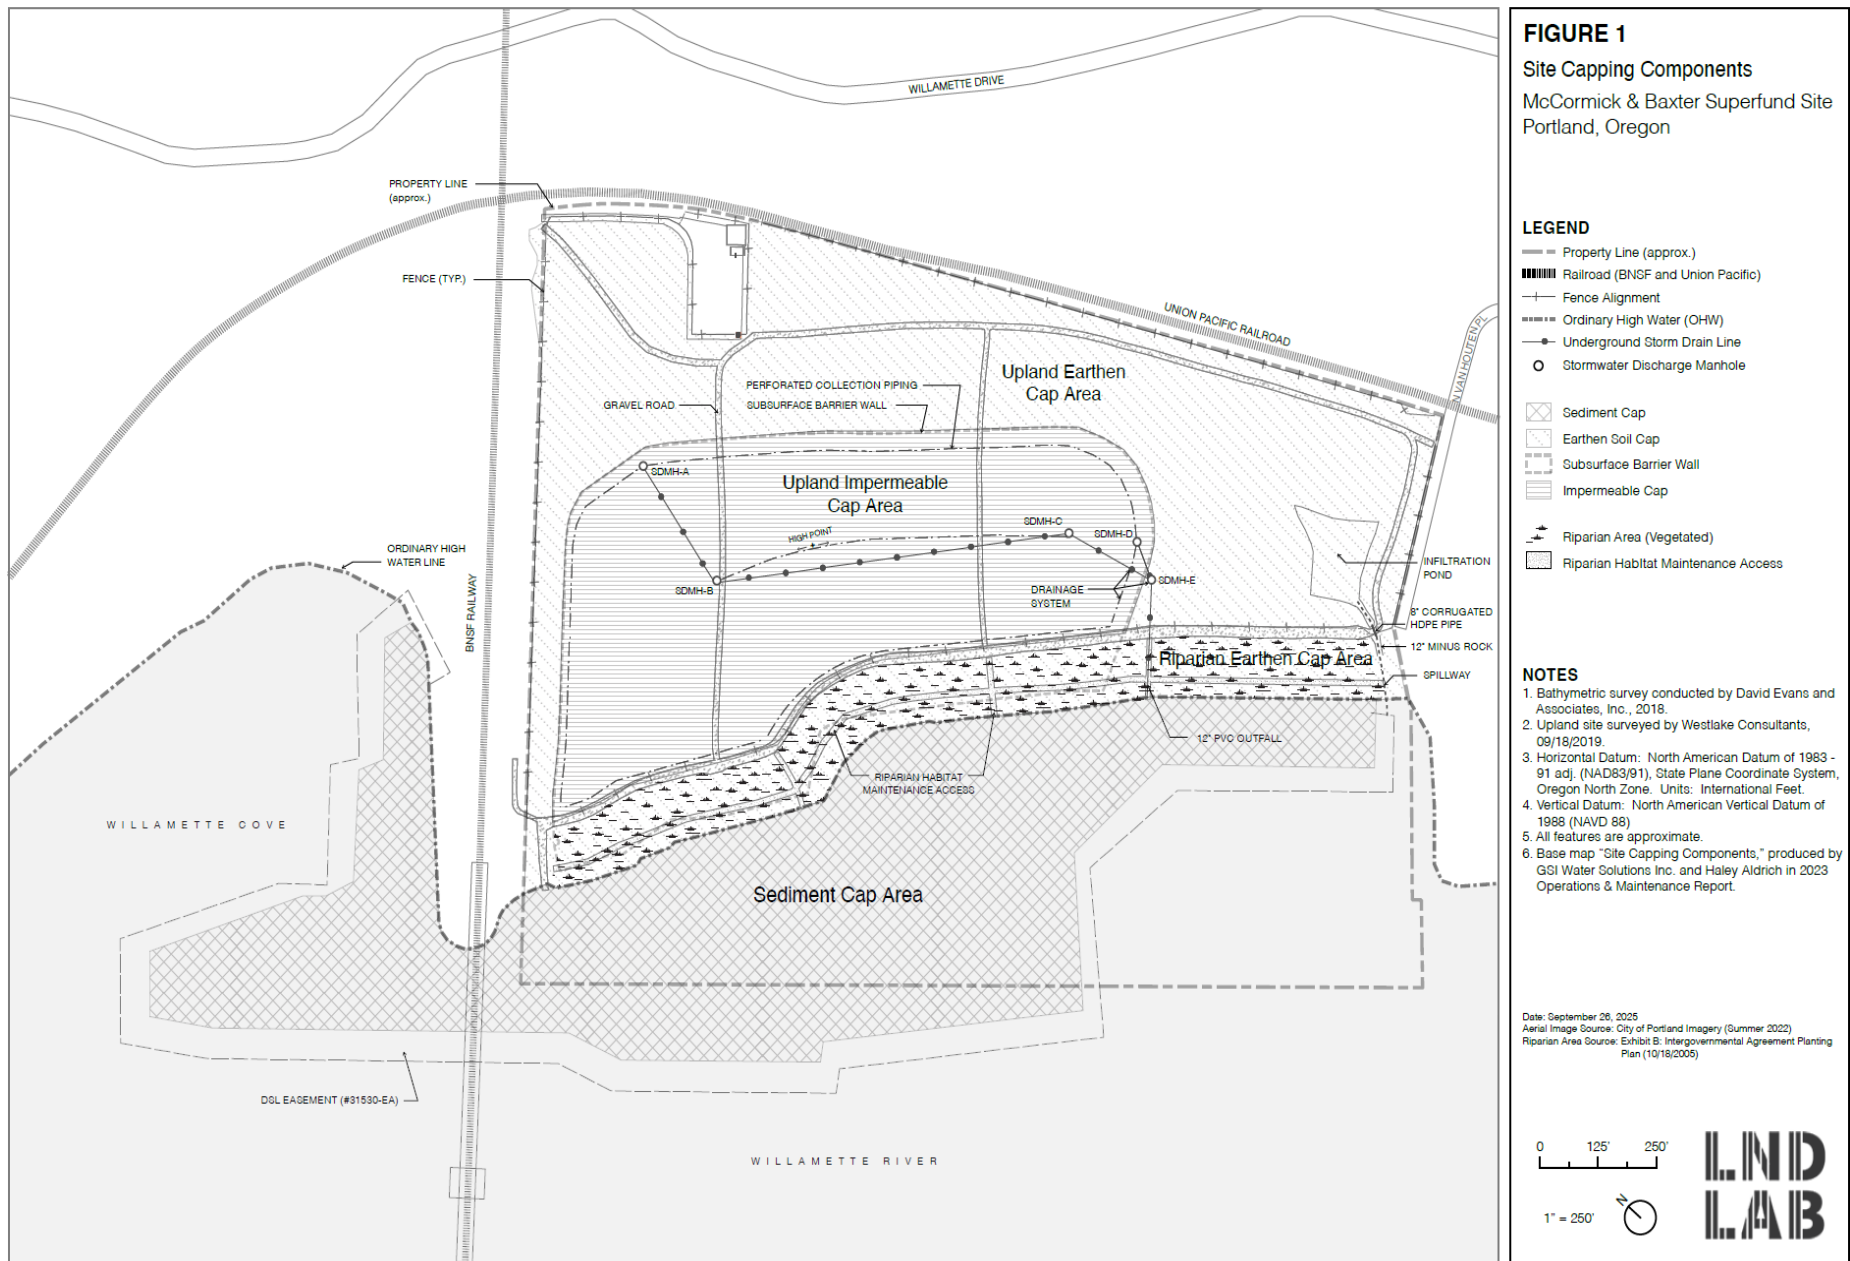 WILLAMETTE DRIVE
PROPERTY LINE
(approx.)
FENCE (TYP.)
UNION PACIFIC RAILROAD
N VAN HOUTEN PL
Upland Earthen
Cap Area
PERFORATED COLLECTION PIPING
SUBSURFACE BARRIER WALL
GRAVEL ROAD
SDMH-A
Upland Impermeable
Cap Area
SDMH-C
SDMH-D
HIGH POINT
ORDINARY HIGH
WATER LINE
BNSF RAILWAY
SDMH-B
SDMH-E
DRAINAGE
SYSTEM
INFILTRATION
POND
8" CORRUGATED
HDPE PIPE
12" MINUS ROCK
Riparian Earthen Cap Area
SPILLWAY
12" PVC OUTFALL
RIPARIAN HABITAT
MAINTENANCE ACCESS
WILLAMETTE COVE
Sediment Cap Area
DSL EASEMENT (#31530-EA)
WILLAMETTE RIVER
FIGURE 1
Site Capping Components
McCormick & Baxter Superfund Site
Portland, Oregon
LEGEND
Property Line (approx.)
Railroad (BNSF and Union Pacific)
Fence Alignment
Ordinary High Water (OHW)
Underground Storm Drain Line
Stormwater Discharge Manhole
Sediment Cap
Earthen Soil Cap
Subsurface Barrier Wall
Impermeable Cap
Riparian Area (Vegetated)
Riparian Habitat Maintenance Access
NOTES
1. Bathymetric survey conducted by David Evans and
Associates, Inc., 2018.
2. Upland site surveyed by Westlake Consultants,
09/18/2019.
3. Horizontal Datum: North American Datum of 1983 -
91 adj. (NAD83/91), State Plane Coordinate System,
Oregon North Zone. Units: International Feet.
4. Vertical Datum: North American Vertical Datum of
1988 (NAVD 88)
5. All features are approximate.
6. Base map "Site Capping Components," produced by
GSI Water Solutions Inc. and Haley Aldrich in 2023
Operations & Maintenance Report.
Date: September 26, 2025
Aerial Image Source: City of Portland Imagery (Summer 2022)
Riparian Area Source: Exhibit B: Intergovernmental Agreement Planting
Plan (10/18/2005)
0 125' 250'
1" = 250'
N
LND
LAB